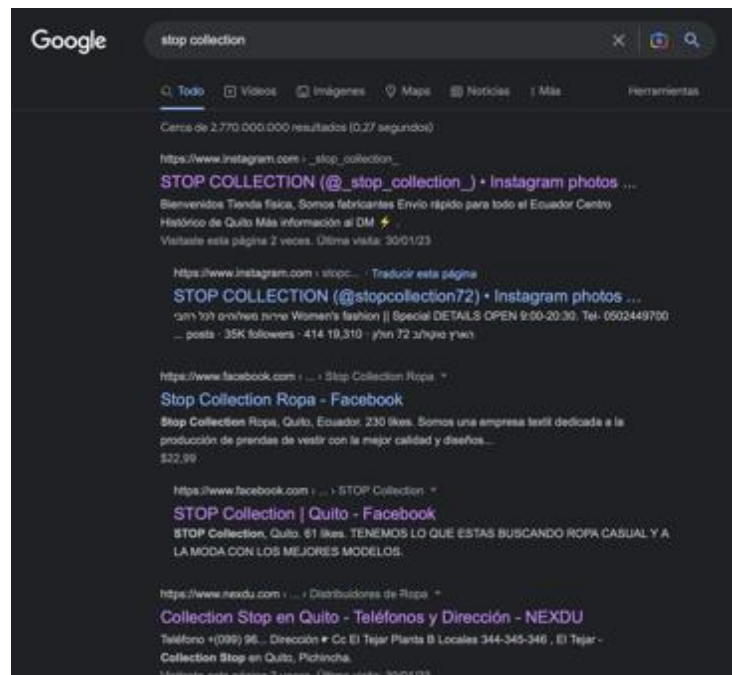 Google
stop collection
Todo Vídeos Imágenes Maps Noticias Más Herramientas
Cerca de 2.770.000.000 resultados (0,27 segundos)
https://www.instagram.com › _stop_collection_
STOP COLLECTION (@_stop_collection_) • Instagram photos ...
Bienvenidos Tienda física, Somos fabricantes Envío rápido para todo el Ecuador Centro
Histórico de Quito Más información al DM ⚡ .
Visitaste esta página 2 veces. Última visita: 30/01/23
https://www.instagram.com › stopc... · Traducir esta página
STOP COLLECTION (@stopcollection72) • Instagram photos ...
שירות משלוחים לכל רחבי Women's fashion || Special DETAILS OPEN 9:00-20:30. Tel- 0502449700
... posts · 35K followers · 414 19,310 · הארץ סוקולוב 72 חולון
https://www.facebook.com › ... › Stop Collection Ropa
Stop Collection Ropa - Facebook
Stop Collection Ropa, Quito, Ecuador. 230 likes. Somos una empresa textil dedicada a la
producción de prendas de vestir con la mejor calidad y diseños...
$22,99
https://www.facebook.com › ... › STOP Collection
STOP Collection | Quito - Facebook
STOP Collection, Quito. 61 likes. TENEMOS LO QUE ESTAS BUSCANDO ROPA CASUAL Y A
LA MODA CON LOS MEJORES MODELOS.
https://www.nexdu.com › ... › Distribuidores de Ropa
Collection Stop en Quito - Teléfonos y Dirección - NEXDU
Teléfono +(099) 96... Dirección ☛ Cc El Tejar Planta B Locales 344-345-346 , El Tejar -
Collection Stop en Quito, Pichincha.